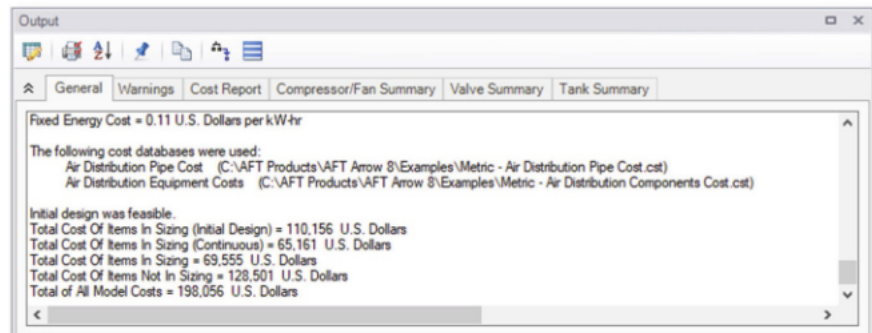 Output
General Warnings Cost Report Compressor/Fan Summary Valve Summary Tank Summary
Fixed Energy Cost = 0.11 U.S. Dollars per kW-hr
The following cost databases were used:
Air Distribution Pipe Cost (C:\AFT Products\AFT Arrow 8\Examples\Metric - Air Distribution Pipe Cost.cst)
Air Distribution Equipment Costs (C:\AFT Products\AFT Arrow 8\Examples\Metric - Air Distribution Components Cost.cst)
Initial design was feasible.
Total Cost Of Items In Sizing (Initial Design) = 110,156 U.S. Dollars
Total Cost Of Items In Sizing (Continuous) = 65,161 U.S. Dollars
Total Cost Of Items In Sizing = 69,555 U.S. Dollars
Total Cost Of Items Not In Sizing = 128,501 U.S. Dollars
Total of All Model Costs = 198,056 U.S. Dollars